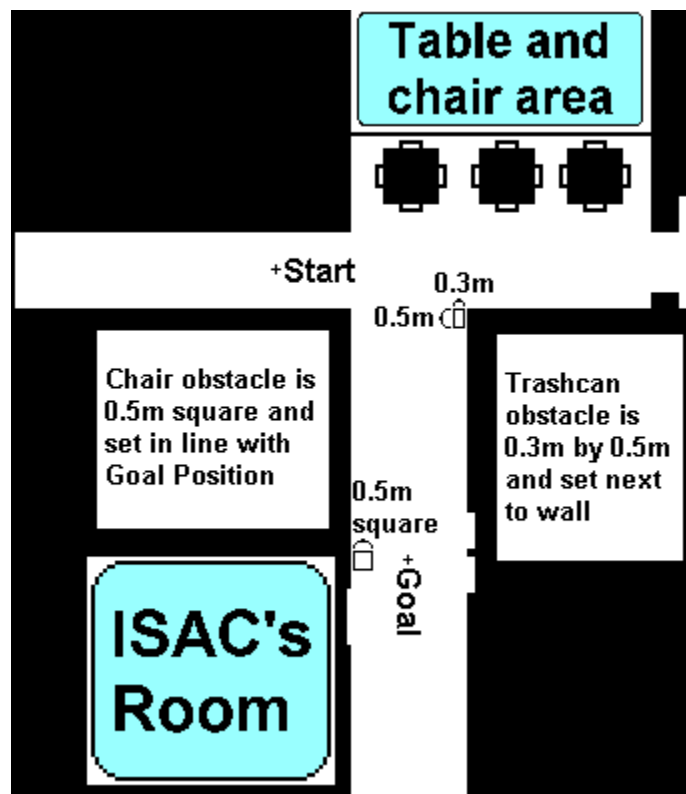 Table and
chair area
+Start
0.3m
0.5m
Chair obstacle is
0.5m square and
set in line with
Goal Position
Trashcan
obstacle is
0.3m by 0.5m
and set next
to wall
0.5m
square
+Goal
ISAC's
Room